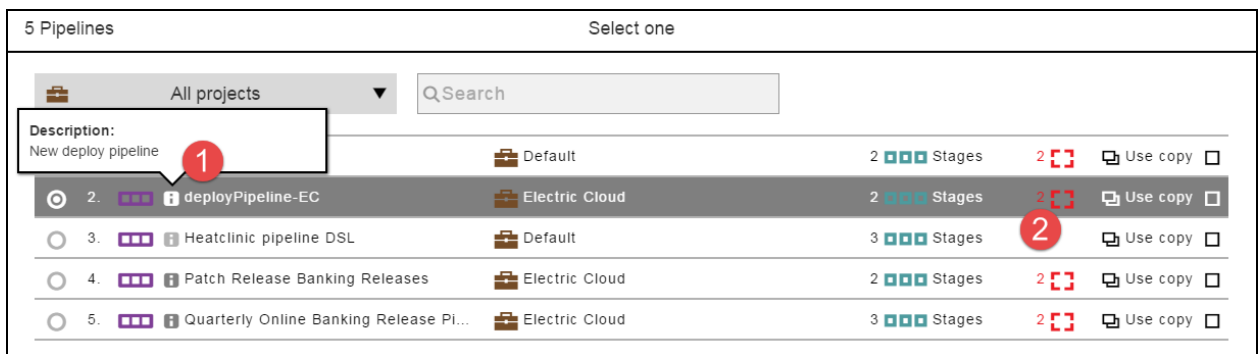 5 Pipelines Select one
All projects Search
Description:
New deploy pipeline
1
Default 2 Stages 2 Use copy
2. deployPipeline-EC Electric Cloud 2 Stages 2 Use copy
2
3. Heatclinic pipeline DSL Default 3 Stages Use copy
4. Patch Release Banking Releases Electric Cloud 2 Stages 2 Use copy
5. Quarterly Online Banking Release Pi... Electric Cloud 3 Stages 2 Use copy